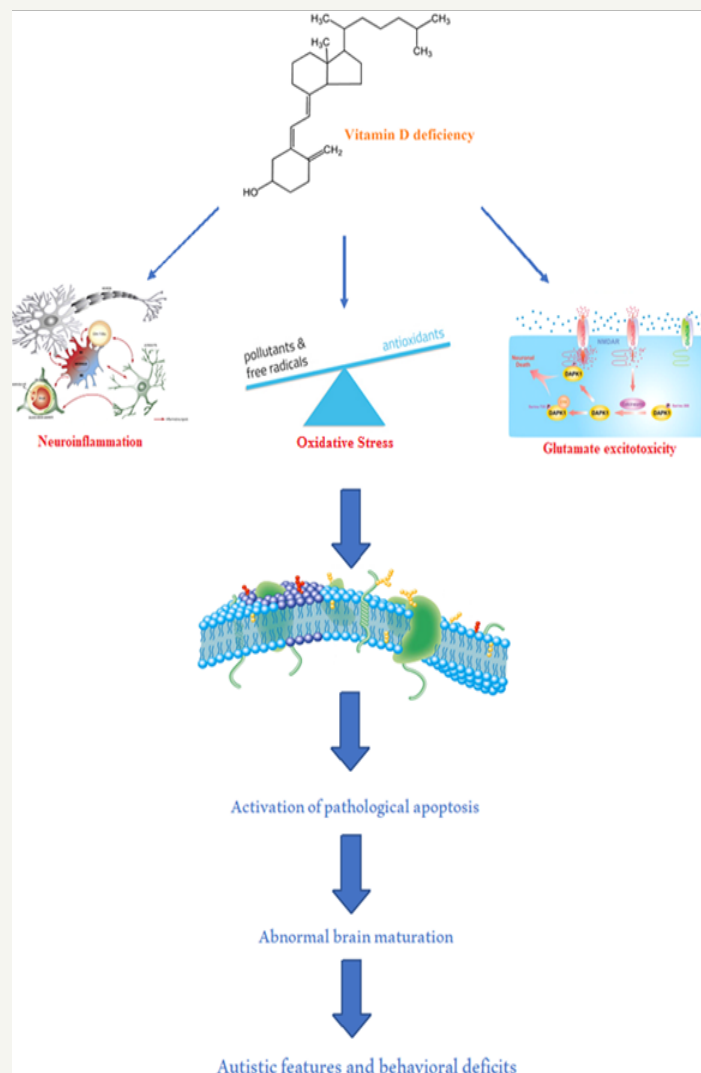 H₃C
CH₃
H₃C
CH₃
Vitamin D deficiency
CH₂
HO
pollutants &
free radicals
antioxidants
NMDAR
Neuronal
Death
DAPK1
DAPK1
DAPK1
DAPK1
Neuroinflammation
Oxidative Stress
Glutamate excitotoxicity
Activation of pathological apoptosis
Abnormal brain maturation
Autistic features and behavioral deficits